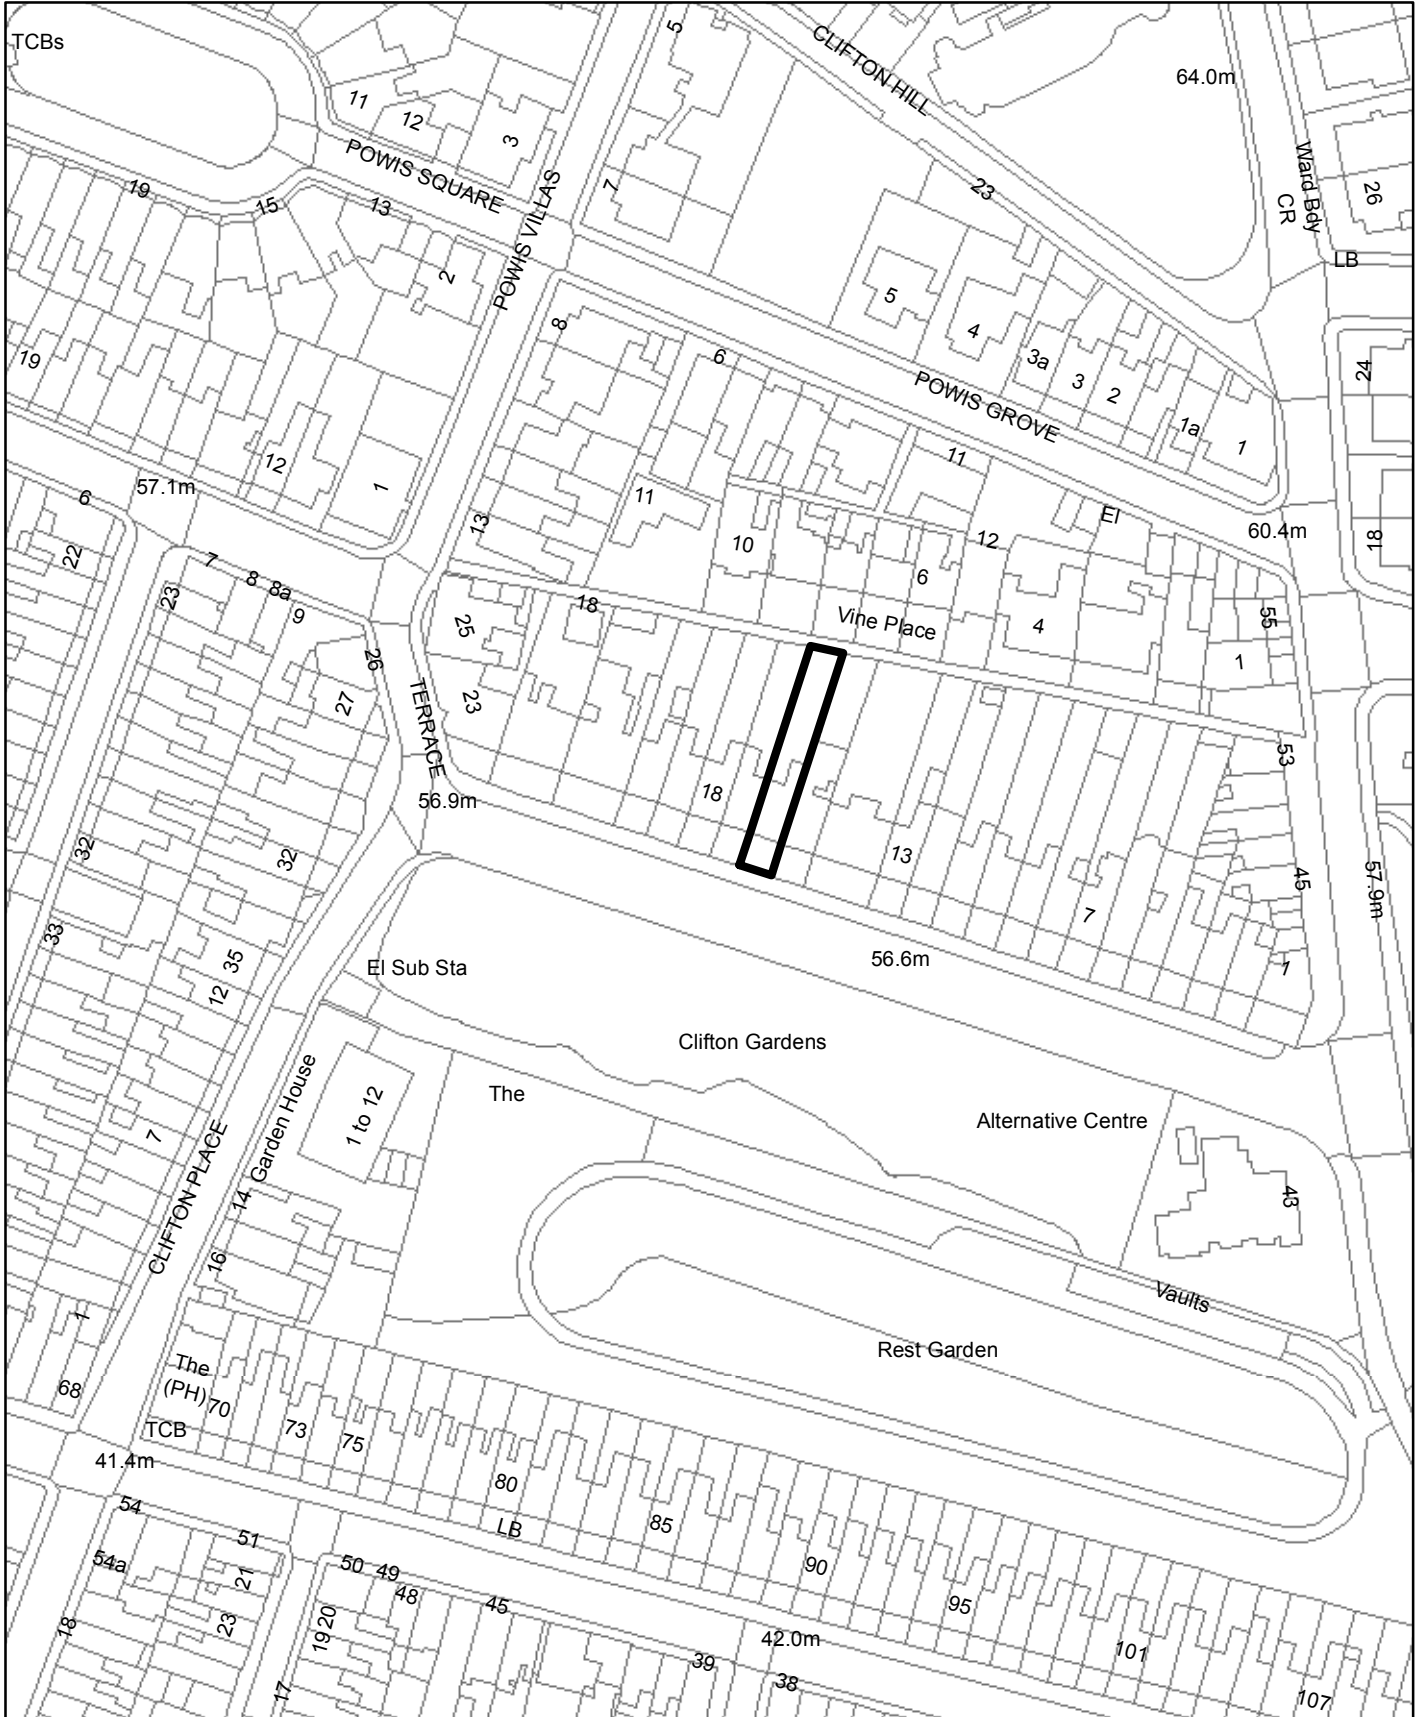 TCBs
5
CLIFTON HILL
64.0m
11
12
3
POWIS SQUARE
Ward Bdy
CR
26
19
15
13
7
23
POWIS VILLAS
2
LB
5
4
8
19
6
3a
3
2
24
POWIS GROVE
1a
1
12
57.1m
1
11
6
11
13
El
60.4m
18
22
10
12
7
8
8a
9
23
6
18
Vine Place
4
25
55
26
1
27
23
TERRACE
53
56.9m
18
32
32
13
45
57.9m
7
33
35
56.6m
El Sub Sta
1
12
Clifton Gardens
The
Garden House
1 to 12
Alternative Centre
7
CLIFTON PLACE
14
43
16
Vaults
1
Rest Garden
The
(PH)
68
70
73
TCB
75
41.4m
80
54
LB
85
51
54a
50
49
90
21
48
45
95
18
23
19
20
42.0m
101
39
38
17
107